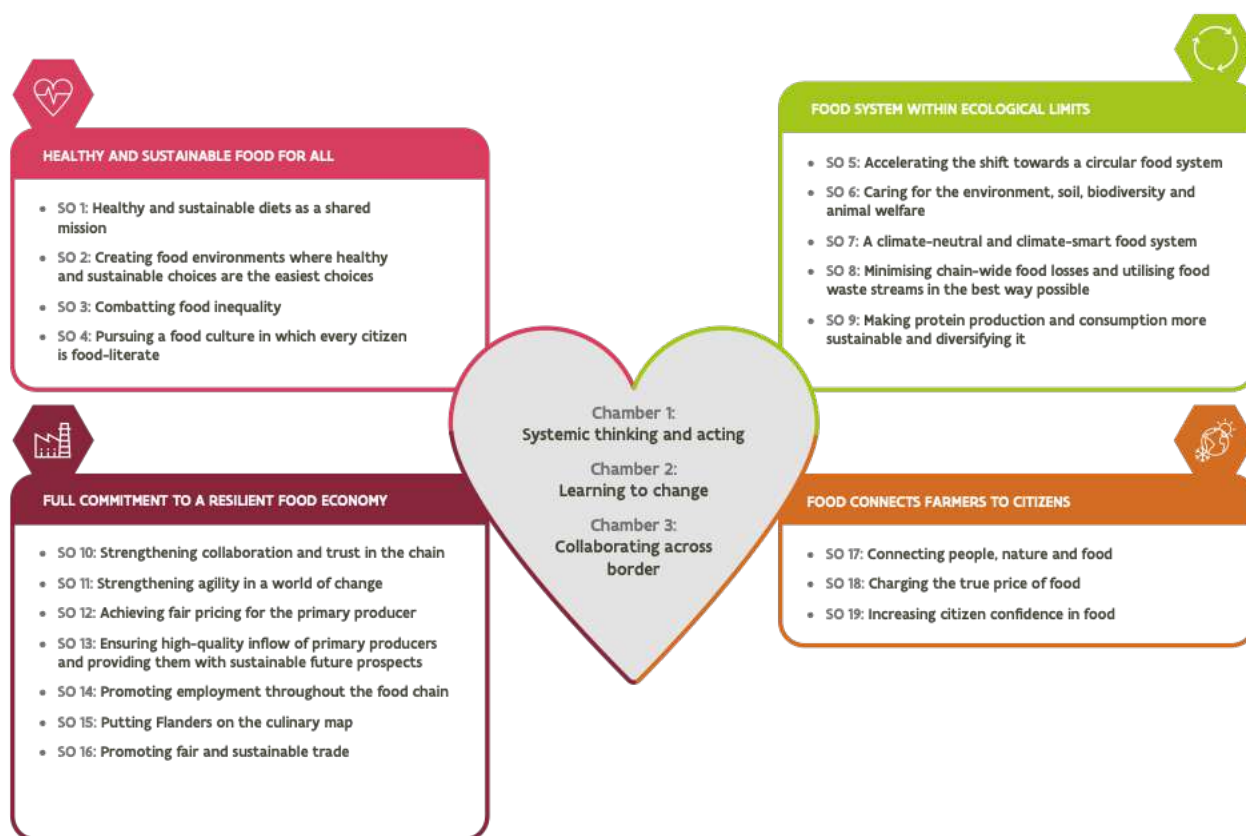 HEALTHY AND SUSTAINABLE FOOD FOR ALL
• SO 1: Healthy and sustainable diets as a shared
mission
• SO 2: Creating food environments where healthy
and sustainable choices are the easiest choices
• SO 3: Combatting food inequality
• SO 4: Pursuing a food culture in which every citizen
is food-literate
FOOD SYSTEM WITHIN ECOLOGICAL LIMITS
• SO 5: Accelerating the shift towards a circular food system
• SO 6: Caring for the environment, soil, biodiversity and
animal welfare
• SO 7: A climate-neutral and climate-smart food system
• SO 8: Minimising chain-wide food losses and utilising food
waste streams in the best way possible
• SO 9: Making protein production and consumption more
sustainable and diversifying it
Chamber 1:
Systemic thinking and acting
Chamber 2:
Learning to change
Chamber 3:
Collaborating across
border
FULL COMMITMENT TO A RESILIENT FOOD ECONOMY
• SO 10: Strengthening collaboration and trust in the chain
• SO 11: Strengthening agility in a world of change
• SO 12: Achieving fair pricing for the primary producer
• SO 13: Ensuring high-quality inflow of primary producers
and providing them with sustainable future prospects
• SO 14: Promoting employment throughout the food chain
• SO 15: Putting Flanders on the culinary map
• SO 16: Promoting fair and sustainable trade
FOOD CONNECTS FARMERS TO CITIZENS
• SO 17: Connecting people, nature and food
• SO 18: Charging the true price of food
• SO 19: Increasing citizen confidence in food